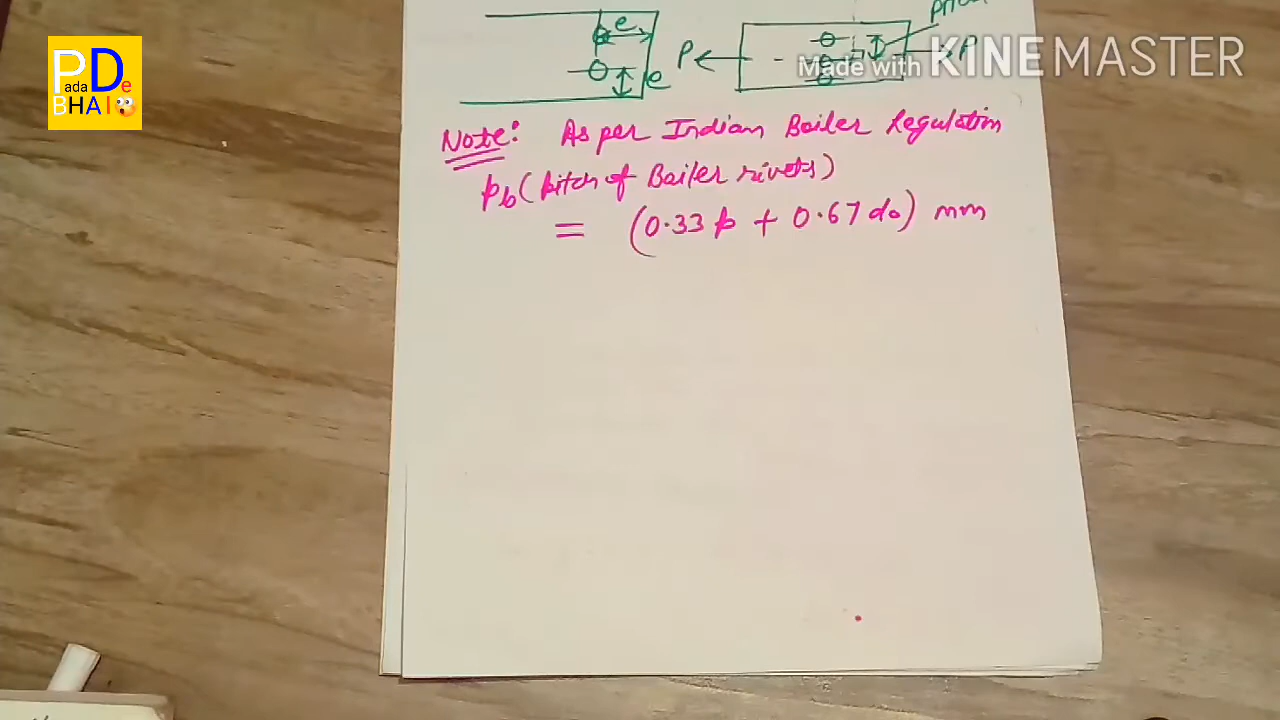 PadaDe
BHAI
e
e
P
P
Made with KINEMASTER
Note: As per Indian Boiler Regulation
pb (pitch of Boiler rivets)
= (0.33 p + 0.67 do) mm